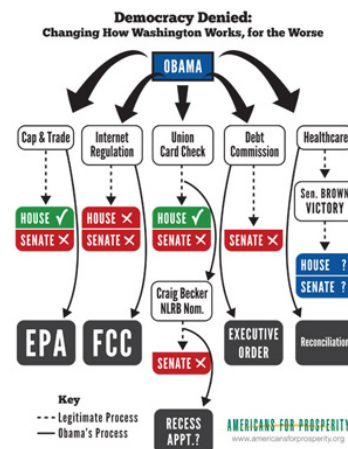 Democracy Denied:
Changing How Washington Works, for the Worse
OBAMA
Cap & Trade
Internet
Regulation
Union
Card Check
Debt
Commission
Healthcare
Sen. BROWN
VICTORY
HOUSE ✓
SENATE ✕
HOUSE ✕
SENATE ✕
HOUSE ✓
SENATE ✕
SENATE ✕
HOUSE ?
SENATE ?
Craig Becker
NLRB Nom.
EPA
FCC
EXECUTIVE
ORDER
Reconciliation
SENATE ✕
Key
Legitimate Process
Obama's Process
RECESS
APPT.?
AMERICANS FOR PROSPERITY
www.americansforprosperity.org